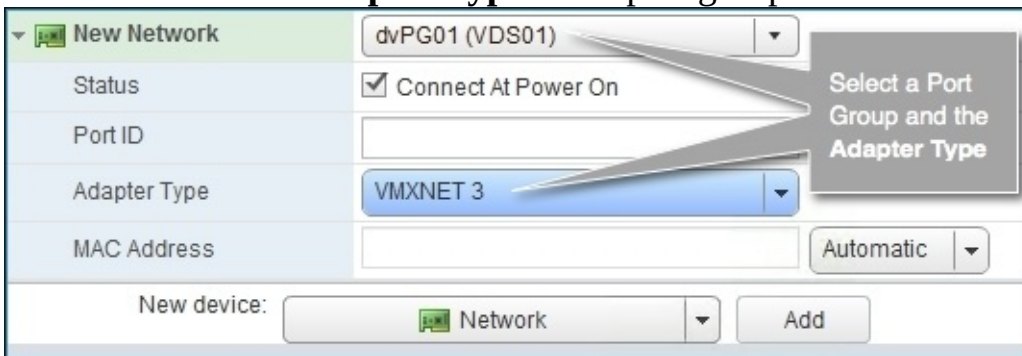 New Network dvPG01 (VDS01)
Status Connect At Power On
Port ID
Adapter Type VMXNET 3
MAC Address Automatic
New device: Network Add
Select a Port
Group and the
Adapter Type